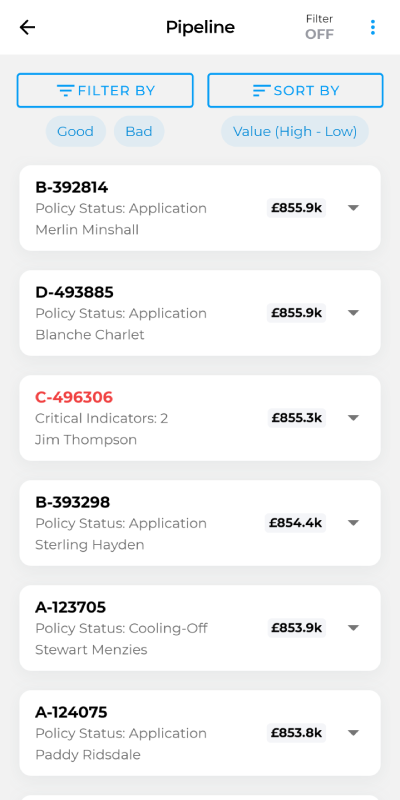 Pipeline
Filter
OFF
FILTER BY
SORT BY
Good
Bad
Value (High - Low)
B-392814
Policy Status: Application
Merlin Minshall
£855.9k
D-493885
Policy Status: Application
Blanche Charlet
£855.9k
C-496306
Critical Indicators: 2
Jim Thompson
£855.3k
B-393298
Policy Status: Application
Sterling Hayden
£854.4k
A-123705
Policy Status: Cooling-Off
Stewart Menzies
£853.9k
A-124075
Policy Status: Application
Paddy Ridsdale
£853.8k